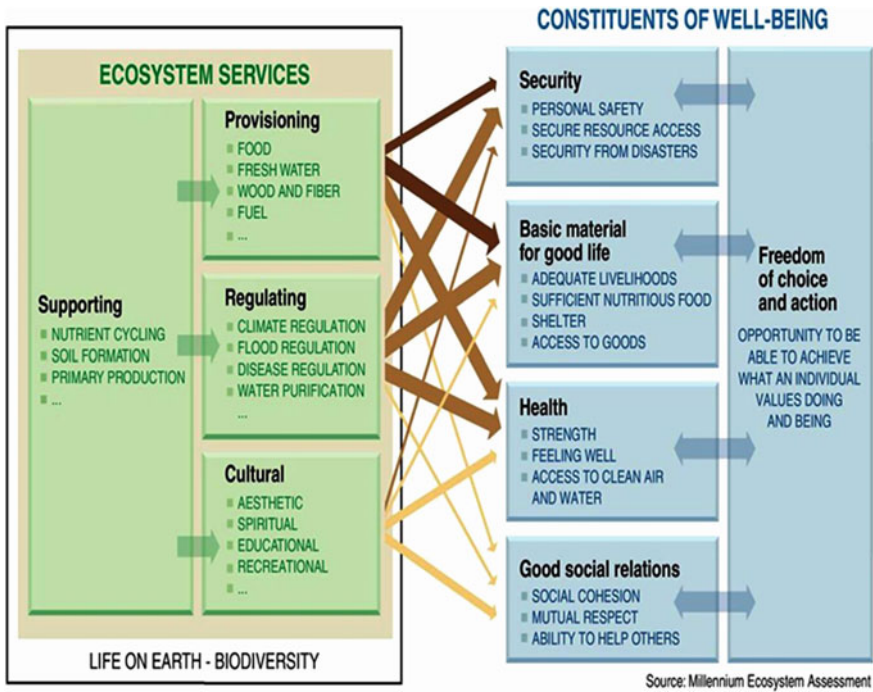 CONSTITUENTS OF WELL-BEING
ECOSYSTEM SERVICES
Supporting
NUTRIENT CYCLING
SOIL FORMATION
PRIMARY PRODUCTION
...
Provisioning
FOOD
FRESH WATER
WOOD AND FIBER
FUEL
...
Regulating
CLIMATE REGULATION
FLOOD REGULATION
DISEASE REGULATION
WATER PURIFICATION
...
Cultural
AESTHETIC
SPIRITUAL
EDUCATIONAL
RECREATIONAL
...
LIFE ON EARTH - BIODIVERSITY
Security
PERSONAL SAFETY
SECURE RESOURCE ACCESS
SECURITY FROM DISASTERS
Basic material
for good life
ADEQUATE LIVELIHOODS
SUFFICIENT NUTRITIOUS FOOD
SHELTER
ACCESS TO GOODS
Health
STRENGTH
FEELING WELL
ACCESS TO CLEAN AIR
AND WATER
Good social relations
SOCIAL COHESION
MUTUAL RESPECT
ABILITY TO HELP OTHERS
Freedom
of choice
and action
OPPORTUNITY TO BE
ABLE TO ACHIEVE
WHAT AN INDIVIDUAL
VALUES DOING
AND BEING
Source: Millennium Ecosystem Assessment